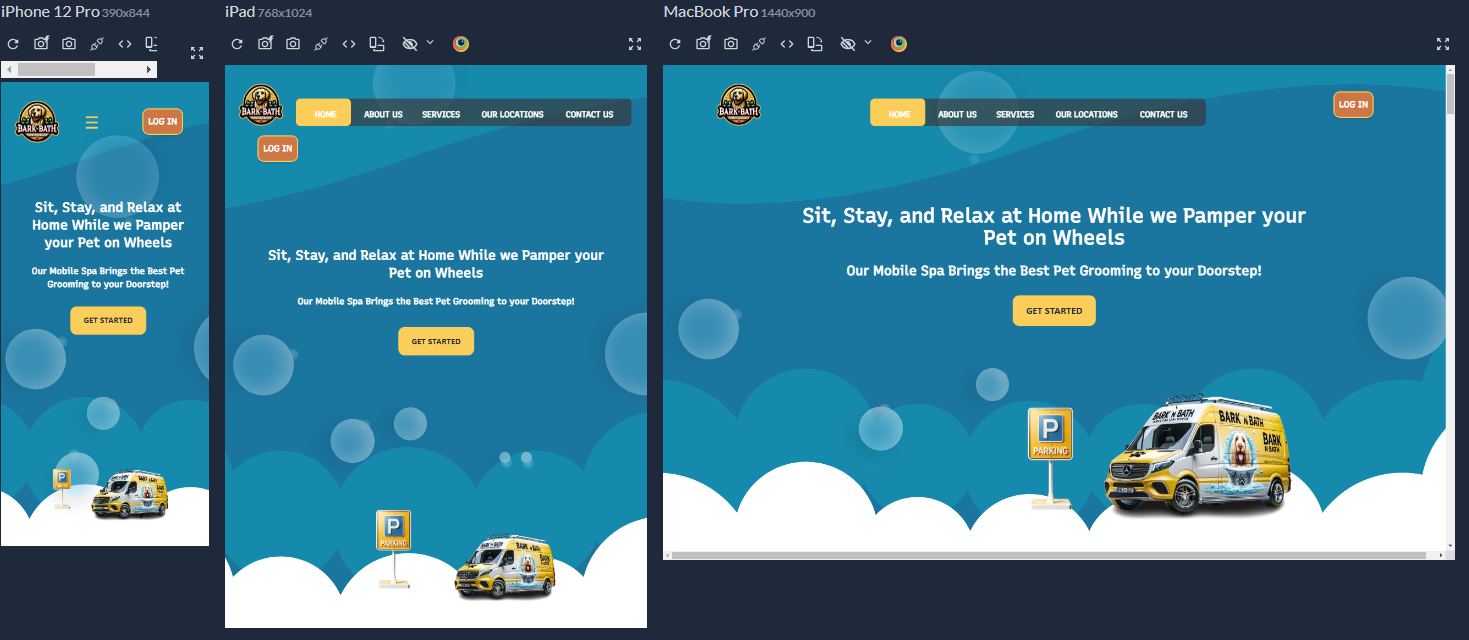 iPhone 12 Pro 390x844
BARK-BATH
LOG IN
Sit, Stay, and Relax at
Home While we Pamper
your Pet on Wheels
Our Mobile Spa Brings the Best Pet
Grooming to your Doorstep!
GET STARTED
P
iPad 768x1024
BARK-BATH
HOME
ABOUT US
SERVICES
OUR LOCATIONS
CONTACT US
LOG IN
Sit, Stay, and Relax at Home While we Pamper your
Pet on Wheels
Our Mobile Spa Brings the Best Pet Grooming to your Doorstep!
GET STARTED
P
PARKING
BARK N BATH
BARK
MacBook Pro 1440x900
BARK-BATH
HOME
ABOUT US
SERVICES
OUR LOCATIONS
CONTACT US
LOG IN
Sit, Stay, and Relax at Home While we Pamper your
Pet on Wheels
Our Mobile Spa Brings the Best Pet Grooming to your Doorstep!
GET STARTED
P
PARKING
BARK 'N BATH
BARK N BATH
BARK
N BATH